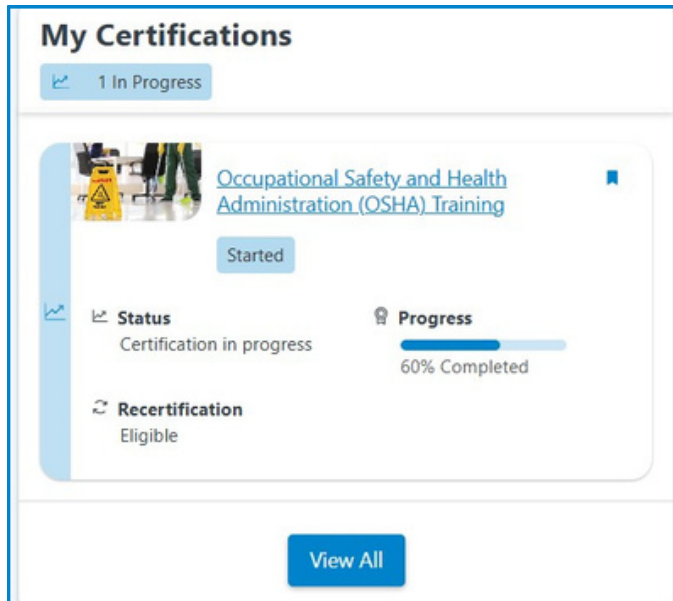 My Certifications
1 In Progress
Occupational Safety and Health
Administration (OSHA) Training
Started
Status
Certification in progress
Progress
60% Completed
Recertification
Eligible
View All